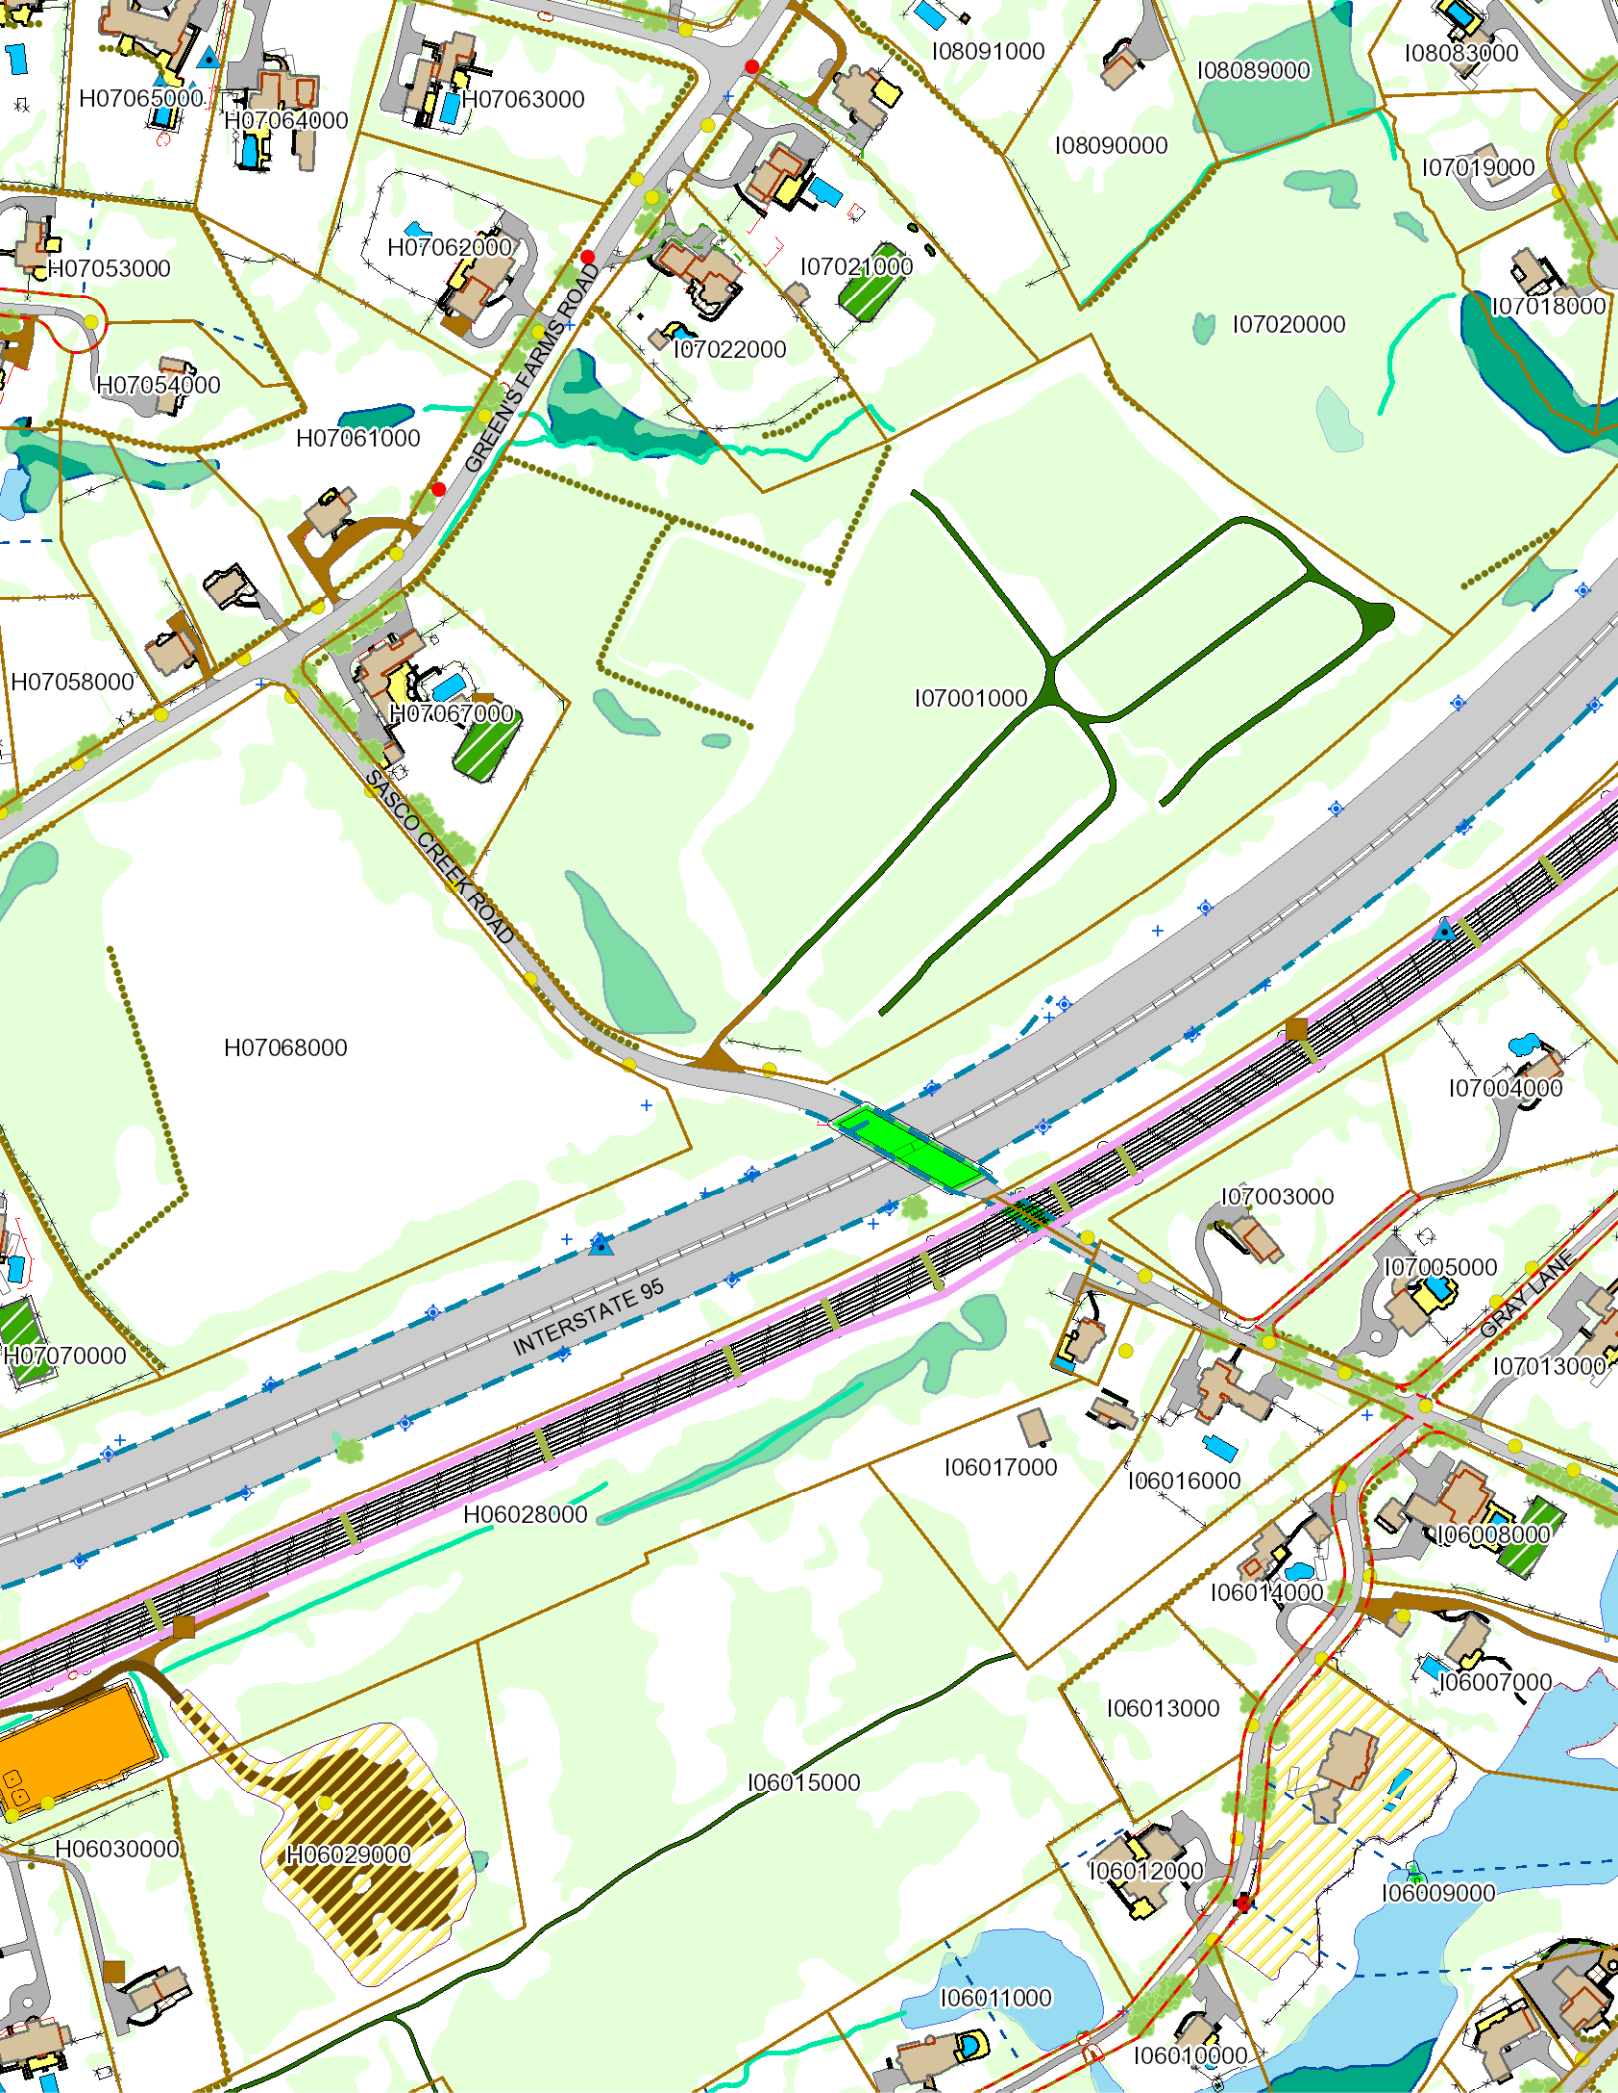 I08091000
I08083000
I08089000
H07065000
H07063000
H07064000
I08090000
I07019000
H07062000
H07053000
I07021000
I07018000
I07020000
I07022000
GREEN'S FARMS ROAD
H07054000
H07061000
H07058000
I07001000
H07067000
SASCO CREEK ROAD
H07068000
I07004000
I07003000
I07005000
GRAY LANE
INTERSTATE 95
H07070000
I07013000
I06017000
I06016000
H06028000
I06008000
I06014000
I06007000
I06013000
I06015000
H06030000
H06029000
I06012000
I06009000
I06011000
I06010000